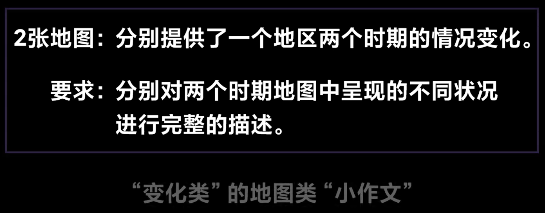 2张地图：分别提供了一个地区两个时期的情况变化。
要求：分别对两个时期地图中呈现的不同状况
进行完整的描述。
“变化类”的地图类“小作文”